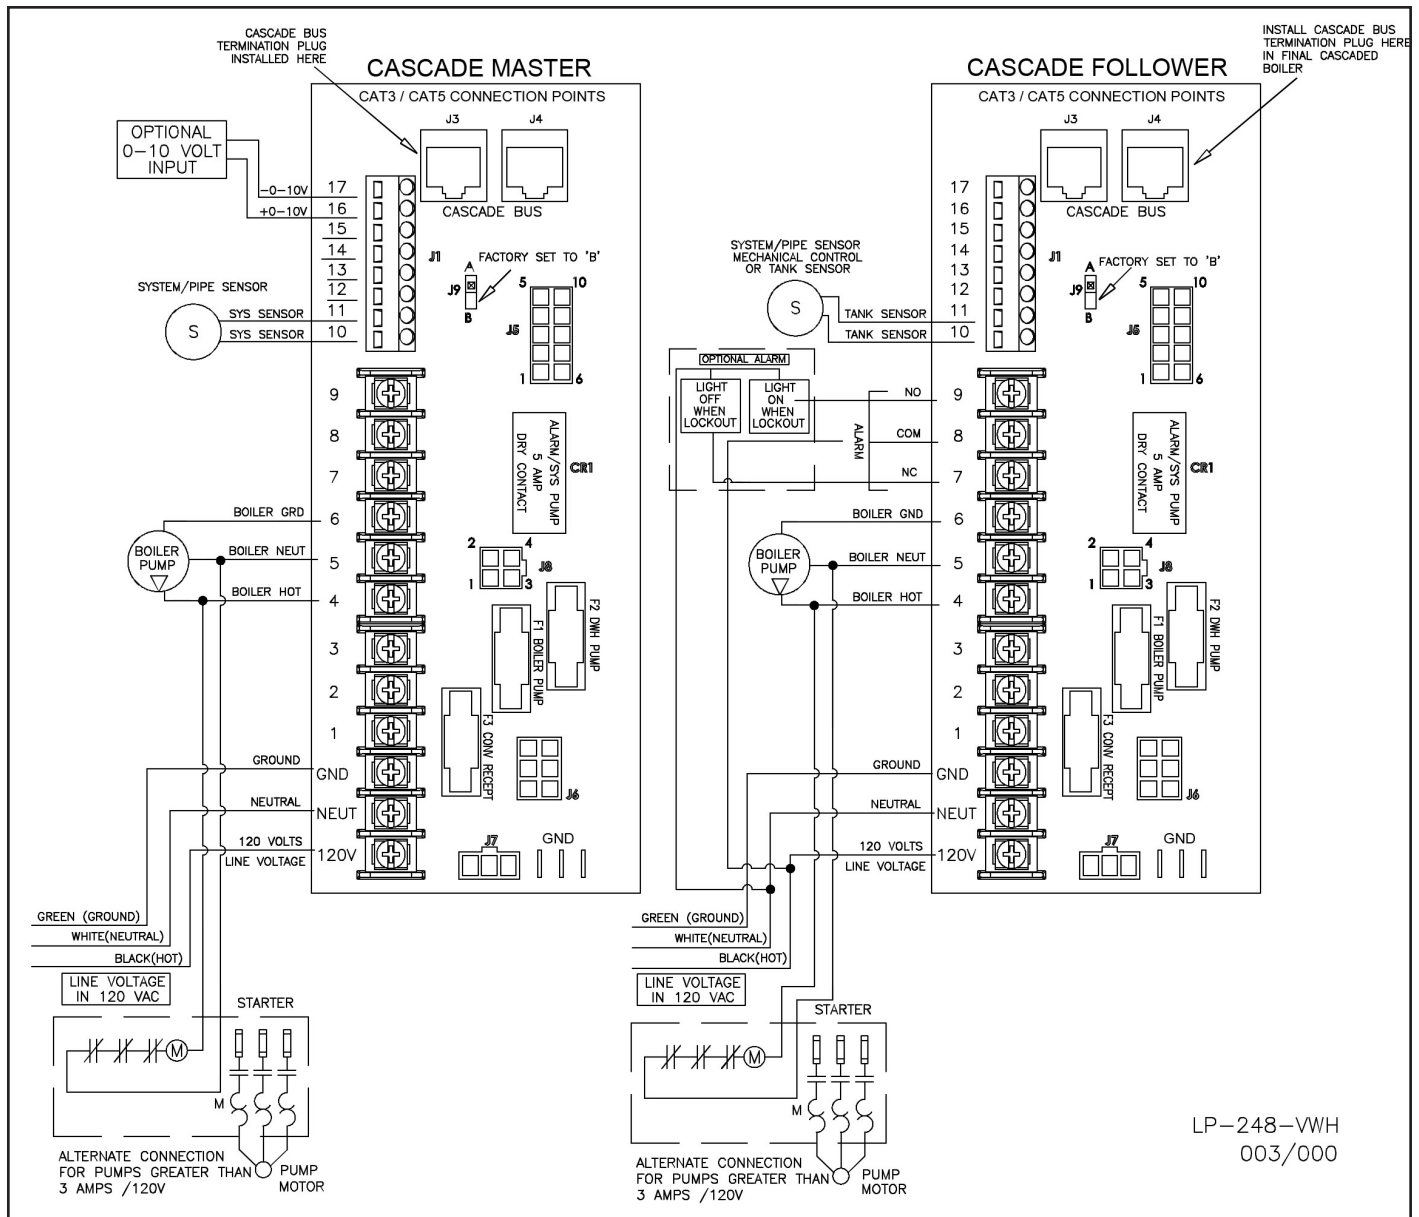 CASCADE BUS
TERMINATION PLUG
INSTALLED HERE
CASCADE MASTER
CAT3 / CAT5 CONNECTION POINTS
J3
J4
CASCADE BUS
OPTIONAL
0-10 VOLT
INPUT
-0-10V
+0-10V
17
16
15
14
13
12
11
10
J1
A
J9
B
FACTORY SET TO 'B'
5
10
J5
1
6
SYSTEM/PIPE SENSOR
S
SYS SENSOR
SYS SENSOR
9
8
7
6
5
4
3
2
1
GND
NEUT
120V
ALARM/SYS PUMP
5 AMP
DRY CONTACT
CR1
BOILER GRD
BOILER NEUT
BOILER HOT
BOILER
PUMP
2
4
1
3
J8
F2 DWH PUMP
F1 BOILER PUMP
F3 CONV RECEPT
J6
J7
GND
GROUND
NEUTRAL
120 VOLTS
LINE VOLTAGE
GREEN (GROUND)
WHITE(NEUTRAL)
BLACK(HOT)
LINE VOLTAGE
IN 120 VAC
STARTER
M
M
ALTERNATE CONNECTION
FOR PUMPS GREATER THAN
3 AMPS /120V
PUMP
MOTOR
INSTALL CASCADE BUS
TERMINATION PLUG HERE
IN FINAL CASCADED
BOILER
CASCADE FOLLOWER
CAT3 / CAT5 CONNECTION POINTS
J3
J4
CASCADE BUS
17
16
15
14
13
12
11
10
J1
A
J9
B
FACTORY SET TO 'B'
5
10
J5
1
6
SYSTEM/PIPE SENSOR
MECHANICAL CONTROL
OR TANK SENSOR
S
TANK SENSOR
TANK SENSOR
OPTIONAL ALARM
LIGHT
OFF
WHEN
LOCKOUT
LIGHT
ON
WHEN
LOCKOUT
ALARM
NO
COM
NC
9
8
7
6
5
4
3
2
1
GND
NEUT
120V
ALARM/SYS PUMP
5 AMP
DRY CONTACT
CR1
BOILER GND
BOILER NEUT
BOILER HOT
BOILER
PUMP
2
4
1
3
J8
F2 DWH PUMP
F1 BOILER PUMP
F3 CONV RECEPT
J6
J7
GND
GROUND
NEUTRAL
120 VOLTS
LINE VOLTAGE
GREEN (GROUND)
WHITE(NEUTRAL)
BLACK(HOT)
LINE VOLTAGE
IN 120 VAC
STARTER
M
M
ALTERNATE CONNECTION
FOR PUMPS GREATER THAN
3 AMPS /120V
PUMP
MOTOR
LP-248-VWH
003/000